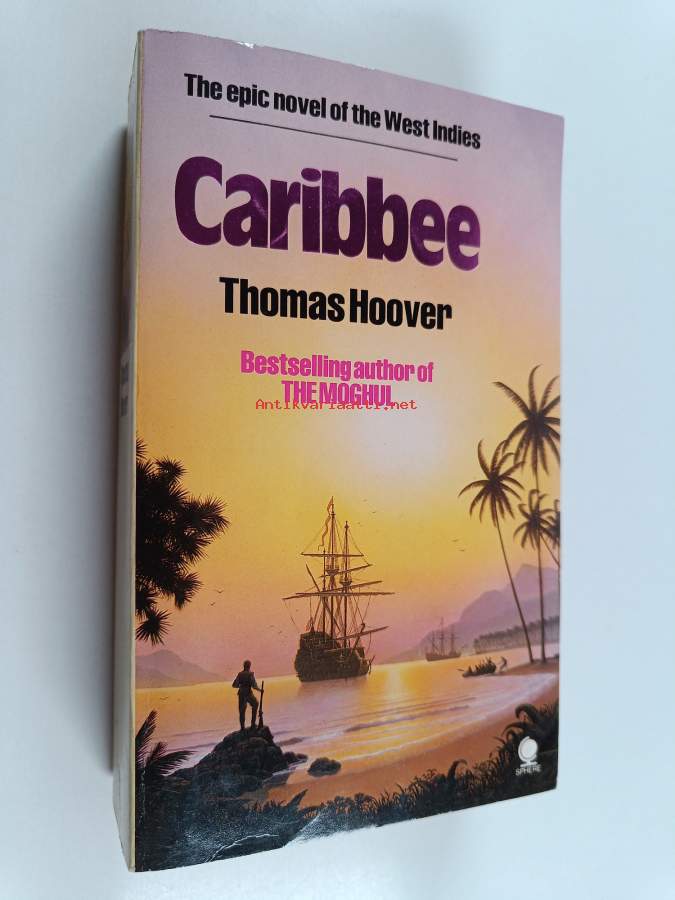 The epic novel of the West Indies
Caribbee
Thomas Hoover
Bestselling author of
THE MOGHUL
Antikvariaatti.net
SPHERE